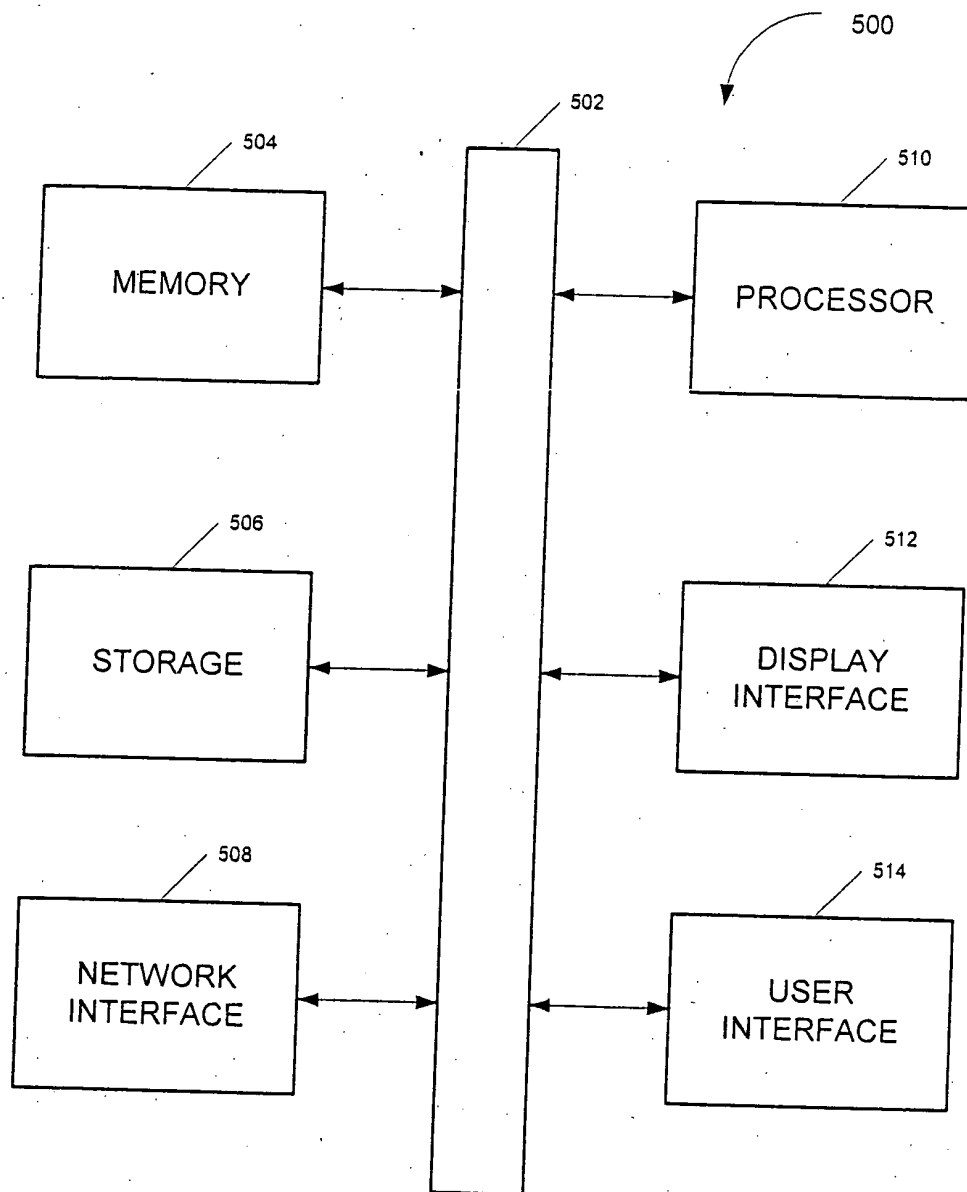 500
502
504
510
MEMORY
PROCESSOR
506
512
STORAGE
DISPLAY
INTERFACE
508
514
NETWORK
INTERFACE
USER
INTERFACE